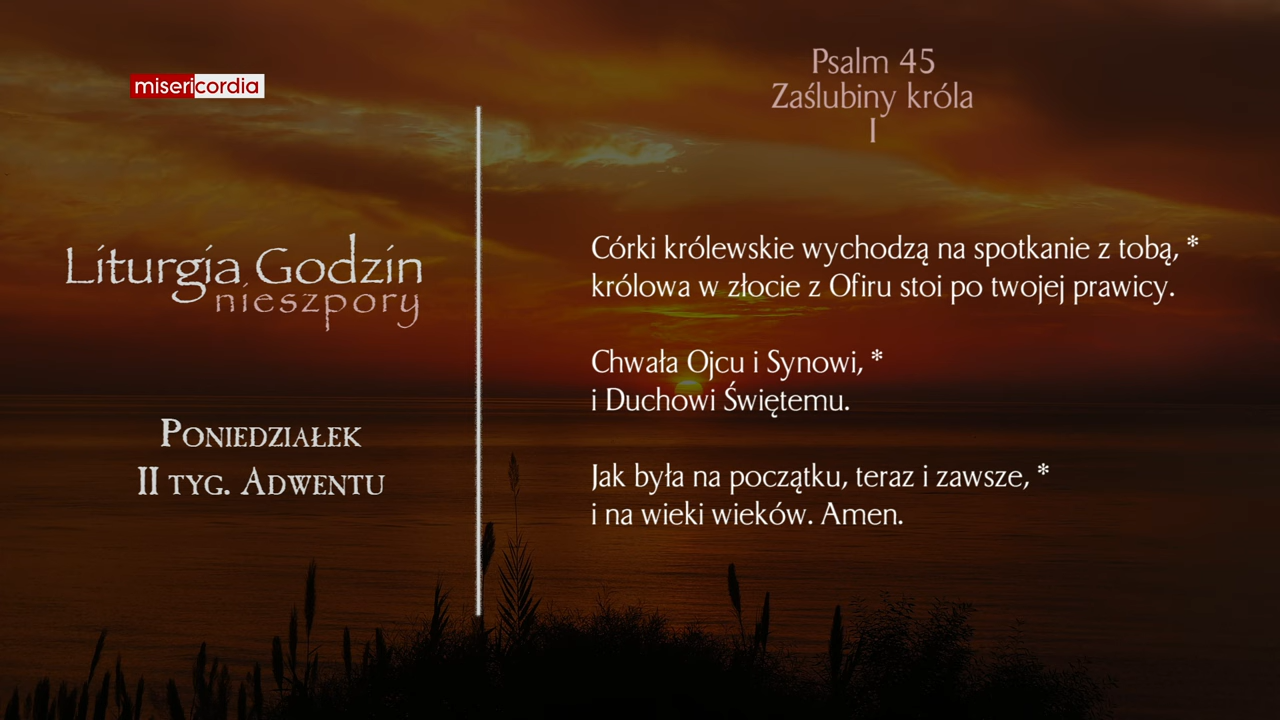 misericordia
Liturgia Godzin
nieszpory
Poniedziałek
II tyg. Adwentu
Psalm 45
Zaślubiny króla
I
Córki królewskie wychodzą na spotkanie z tobą, *
królowa w złocie z Ofiru stoi po twojej prawicy.
Chwała Ojcu i Synowi, *
i Duchowi Świętemu.
Jak była na początku, teraz i zawsze, *
i na wieki wieków. Amen.